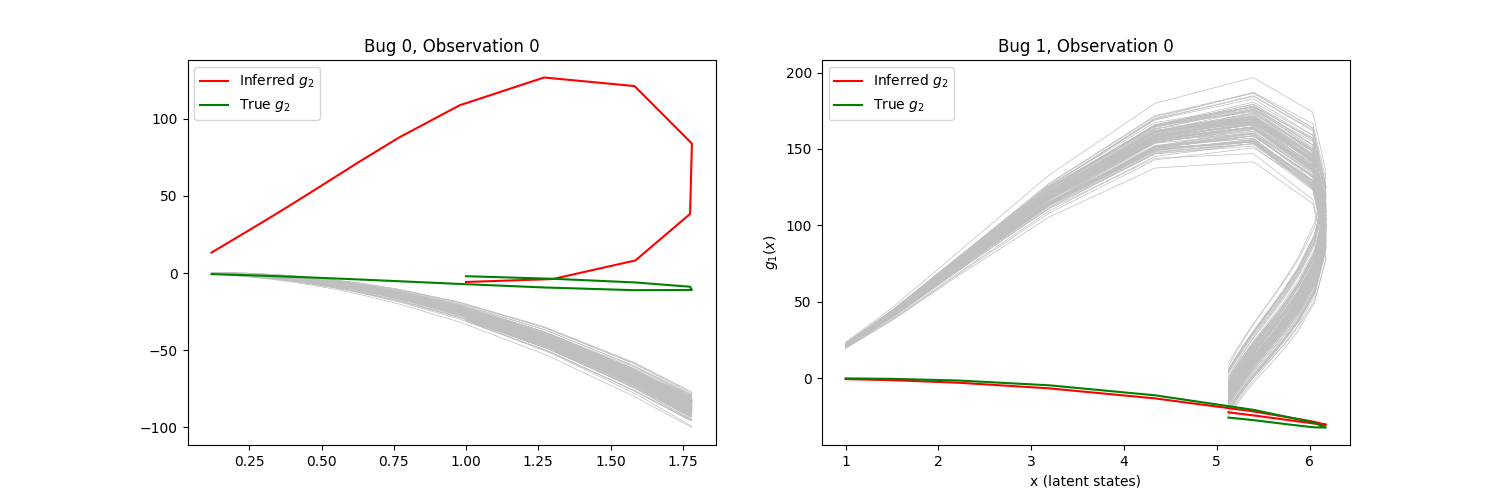 Bug 0, Observation 0
Inferred g₂
True g₂
100
50
0
−50
−100
0.25 0.50 0.75 1.00 1.25 1.50 1.75
Bug 1, Observation 0
Inferred g₂
True g₂
200
150
100
50
0
g₁(x)
1 2 3 4 5 6
x (latent states)